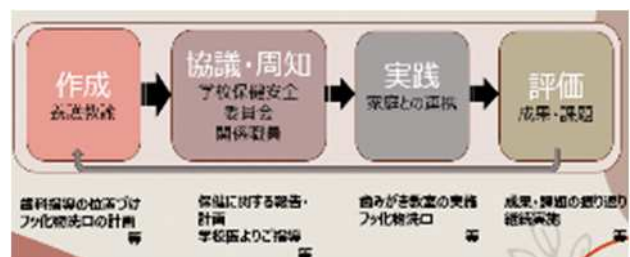 作成
養護教諭
協議・周知
学校保健安全
委員会
関係職員
実践
家庭との連携
評価
成果・課題
歯科指導の位置づけ
フッ化物洗口の計画
等
保健に関する報告・
計画
学校医よりご指導
等
歯みがき教室の実施
フッ化物洗口
等
成果・課題の振り返り
継続実施
等